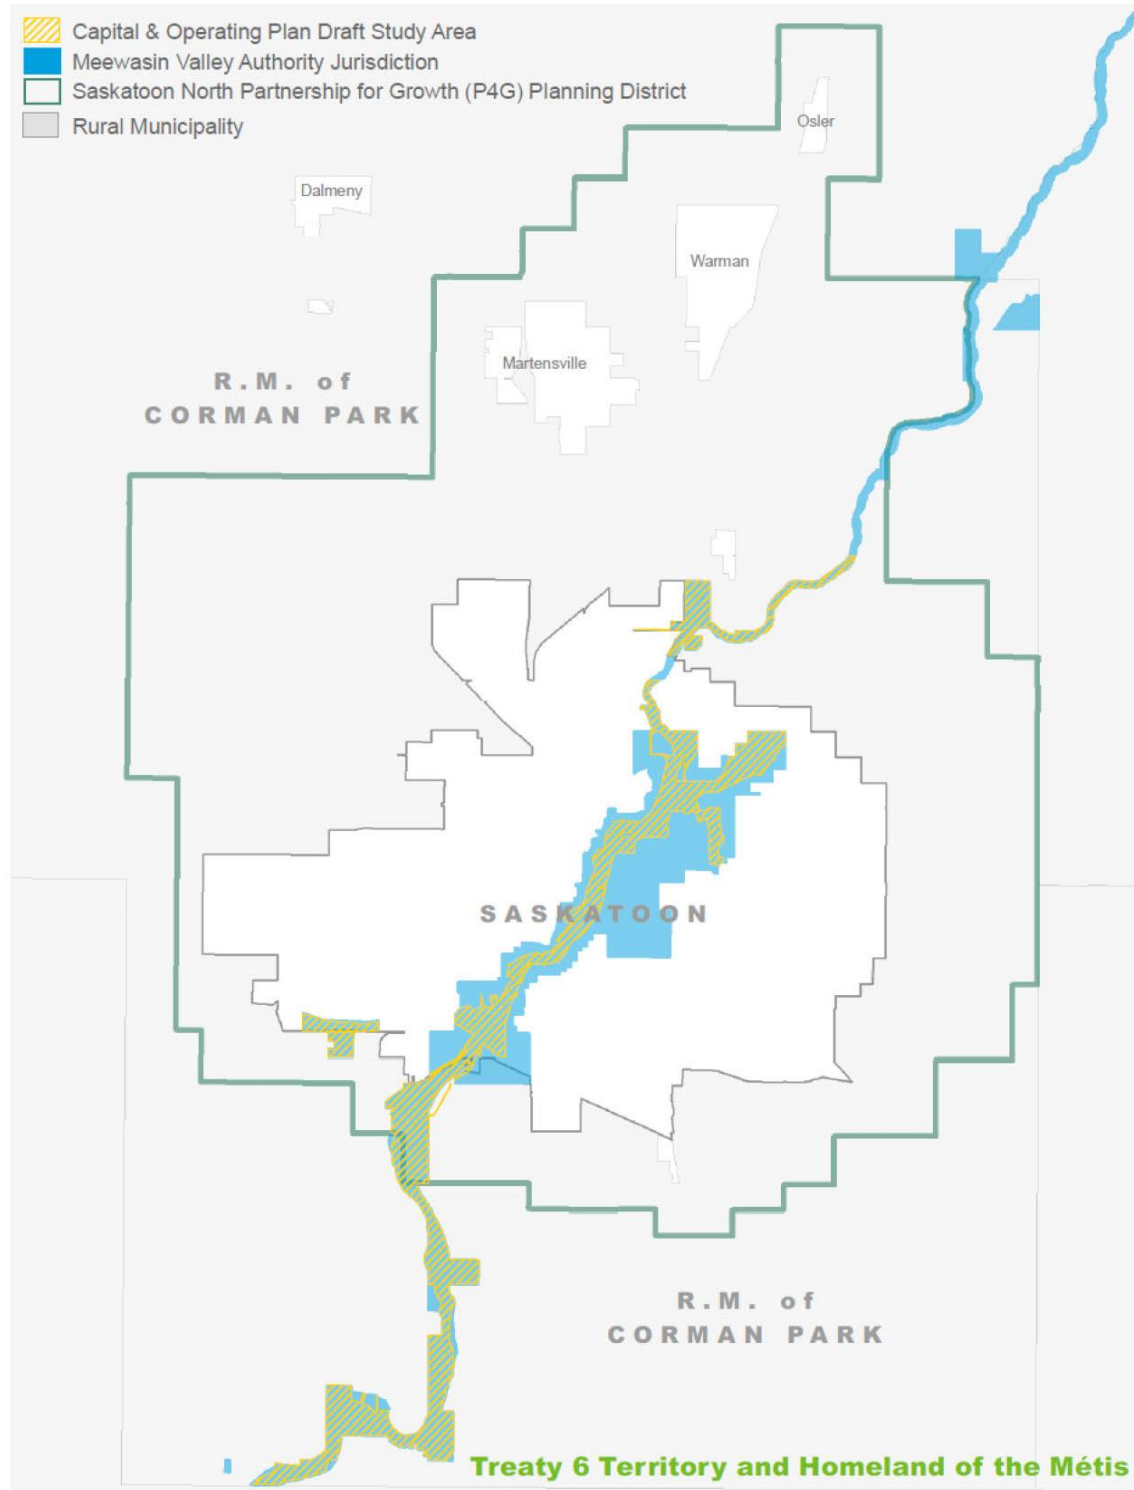 Capital & Operating Plan Draft Study Area
Meewasin Valley Authority Jurisdiction
Saskatoon North Partnership for Growth (P4G) Planning District
Rural Municipality
Osler
Dalmeny
Warman
Martensville
R.M. of
CORMAN PARK
SASKATOON
R.M. of
CORMAN PARK
Treaty 6 Territory and Homeland of the Métis